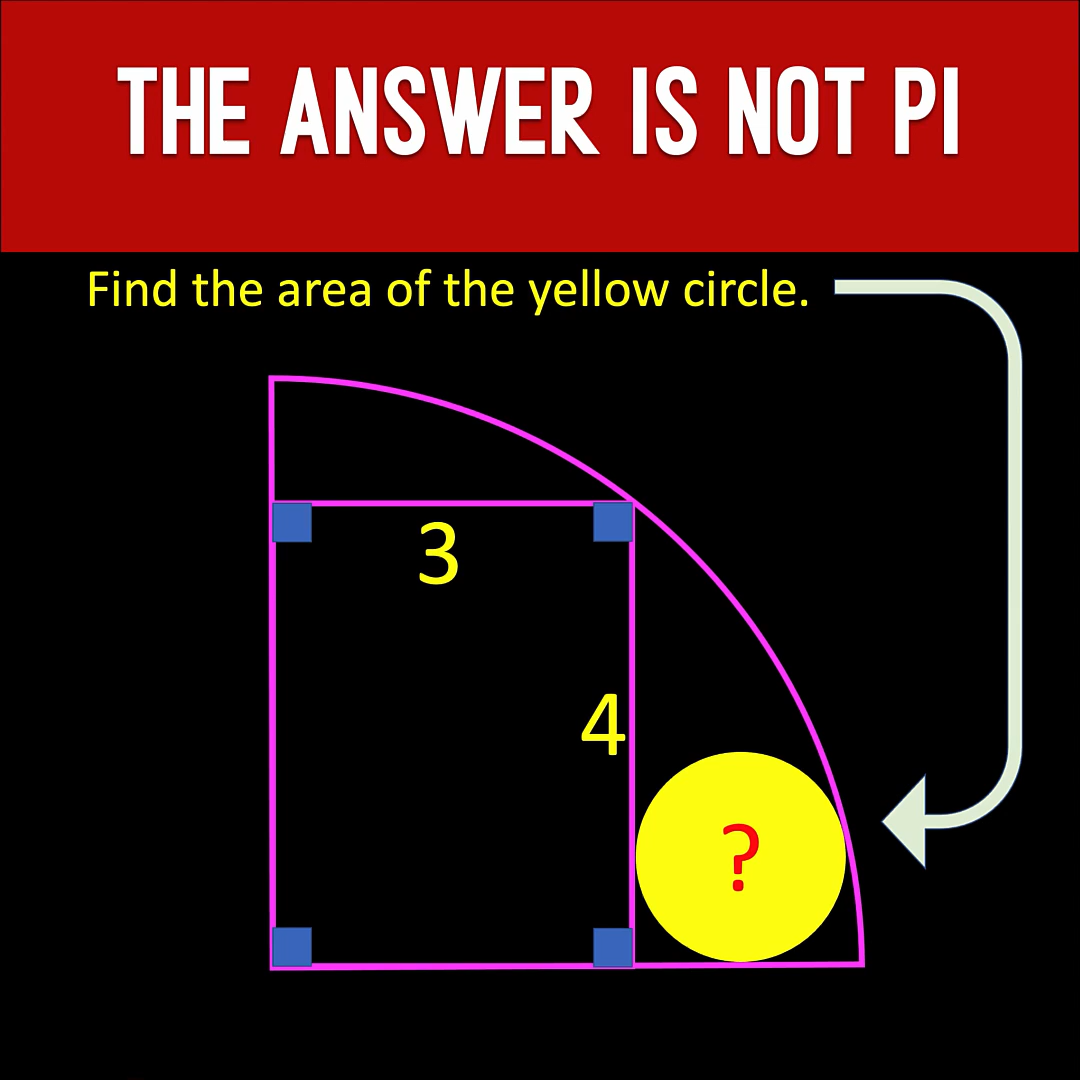 THE ANSWER IS NOT PI
Find the area of the yellow circle.
3
4
?